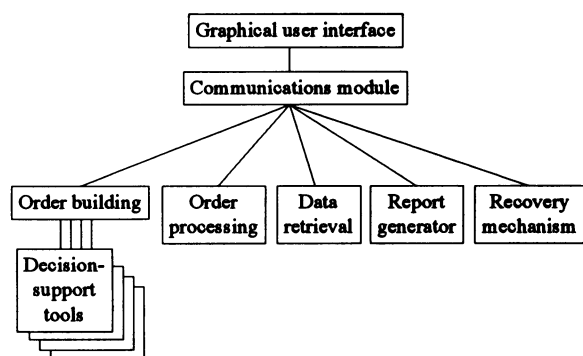 Graphical user interface
Communications module
Order building
Order
processing
Data
retrieval
Report
generator
Recovery
mechanism
Decision-
support
tools